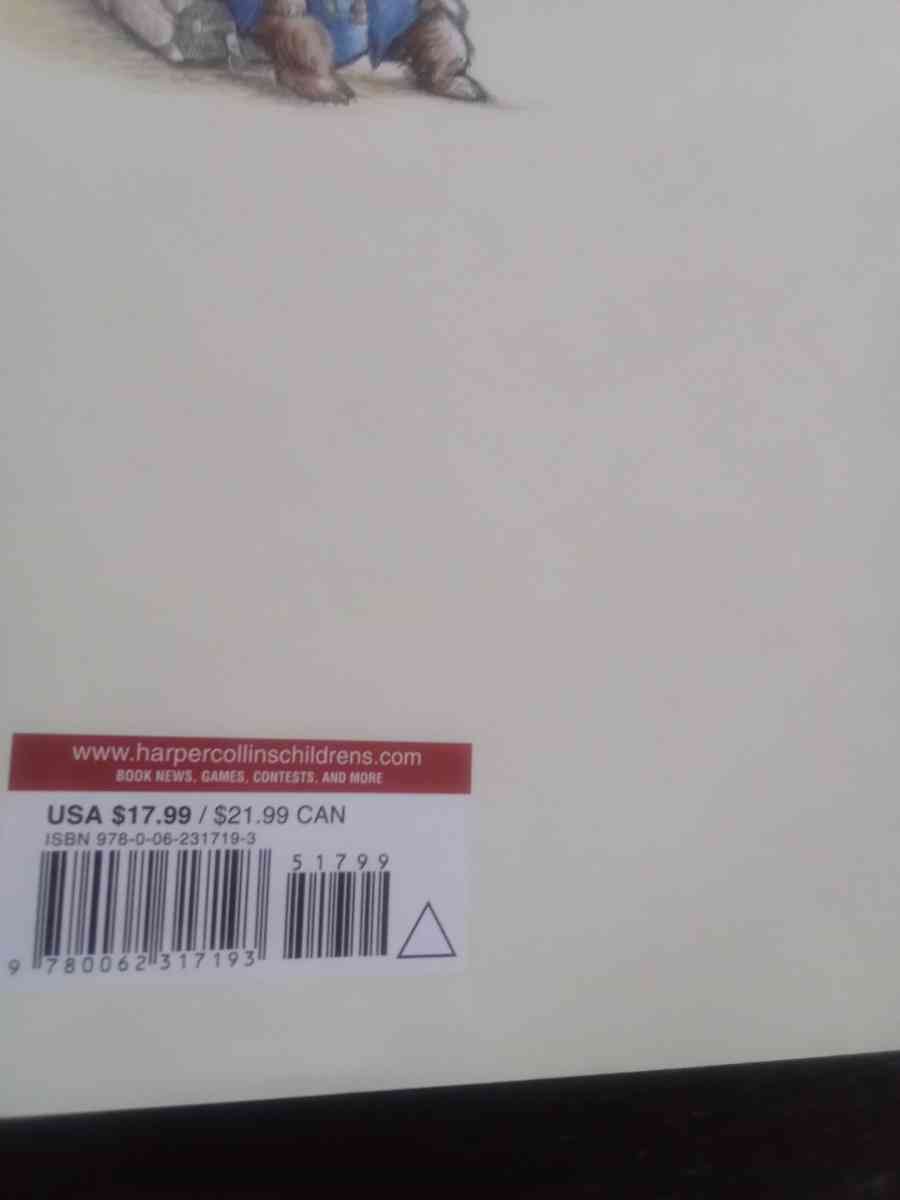 www.harpercollinschildrens.com
BOOK NEWS, GAMES, CONTESTS, AND MORE
USA $17.99 / $21.99 CAN
ISBN 978-0-06-231719-3
51799
9 780062 317193